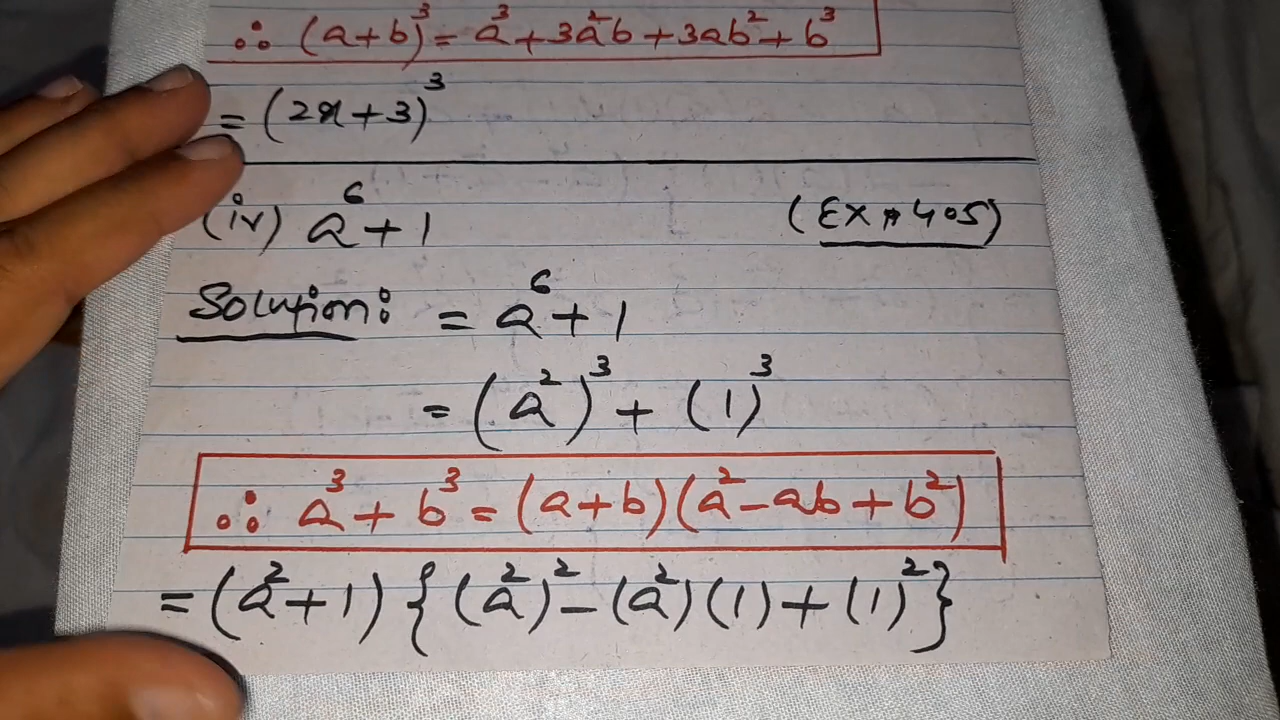 ∴ (a+b)³ = a³+3a²b+3ab²+b³
= (2x+3)³
(iv) a⁶+1 (Ex # 4.5)
Solution: = a⁶+1
= (a²)³ + (1)³
∴ a³ + b³ = (a+b)(a²-ab+b²)
= (a²+1){(a²)²-(a²)(1)+(1)²}